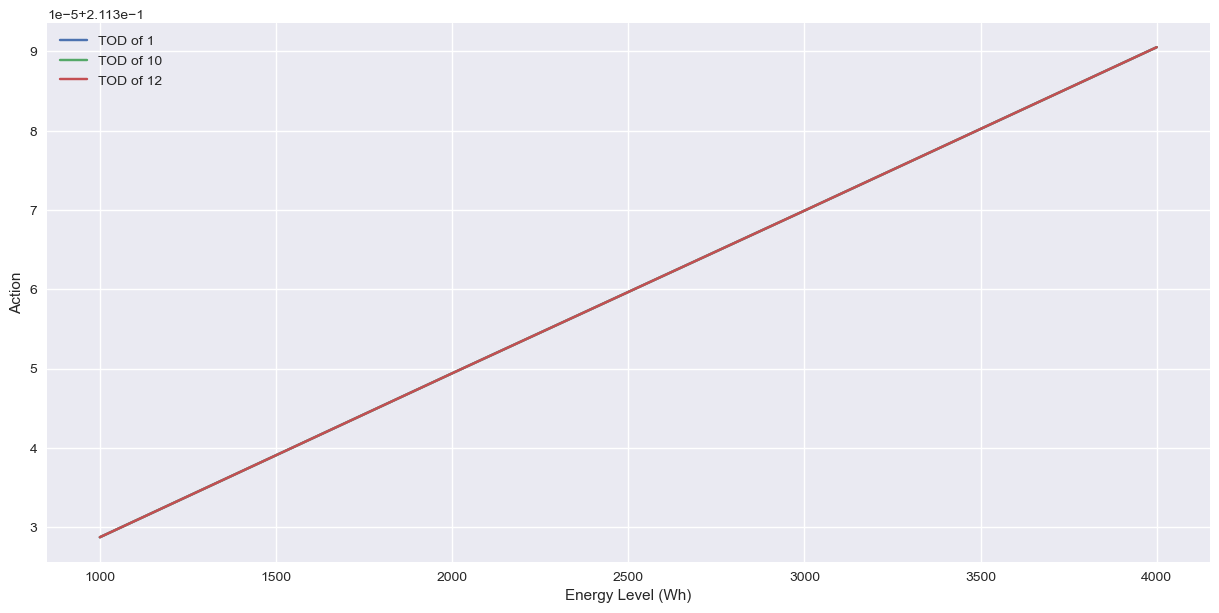 1e−5+2.113e−1
TOD of 1
TOD of 10
TOD of 12
9
8
7
6
5
4
3
Action
1000 1500 2000 2500 3000 3500 4000
Energy Level (Wh)